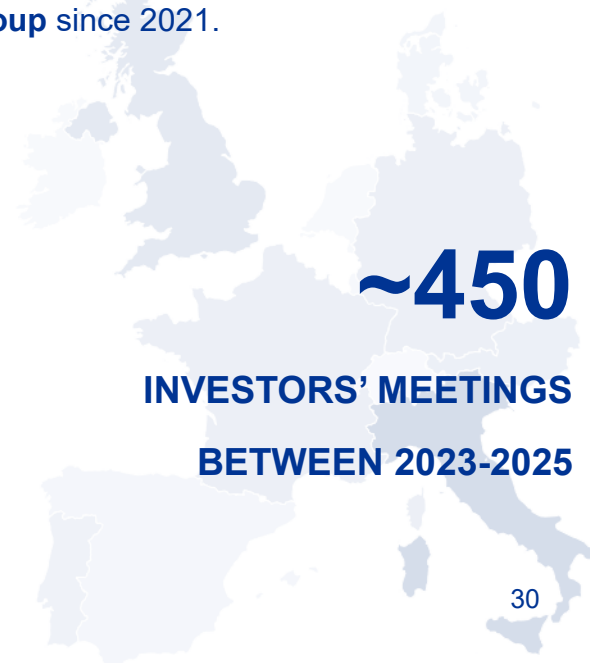 oup since 2021.
~450
INVESTORS’ MEETINGS
BETWEEN 2023-2025
30